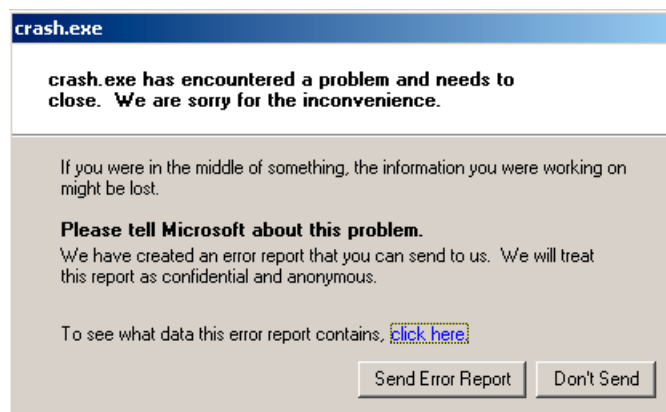 crash.exe
crash.exe has encountered a problem and needs to
close.  We are sorry for the inconvenience.
If you were in the middle of something, the information you were working on
might be lost.
Please tell Microsoft about this problem.
We have created an error report that you can send to us.  We will treat
this report as confidential and anonymous.
To see what data this error report contains, click here.
Send Error Report Don't Send